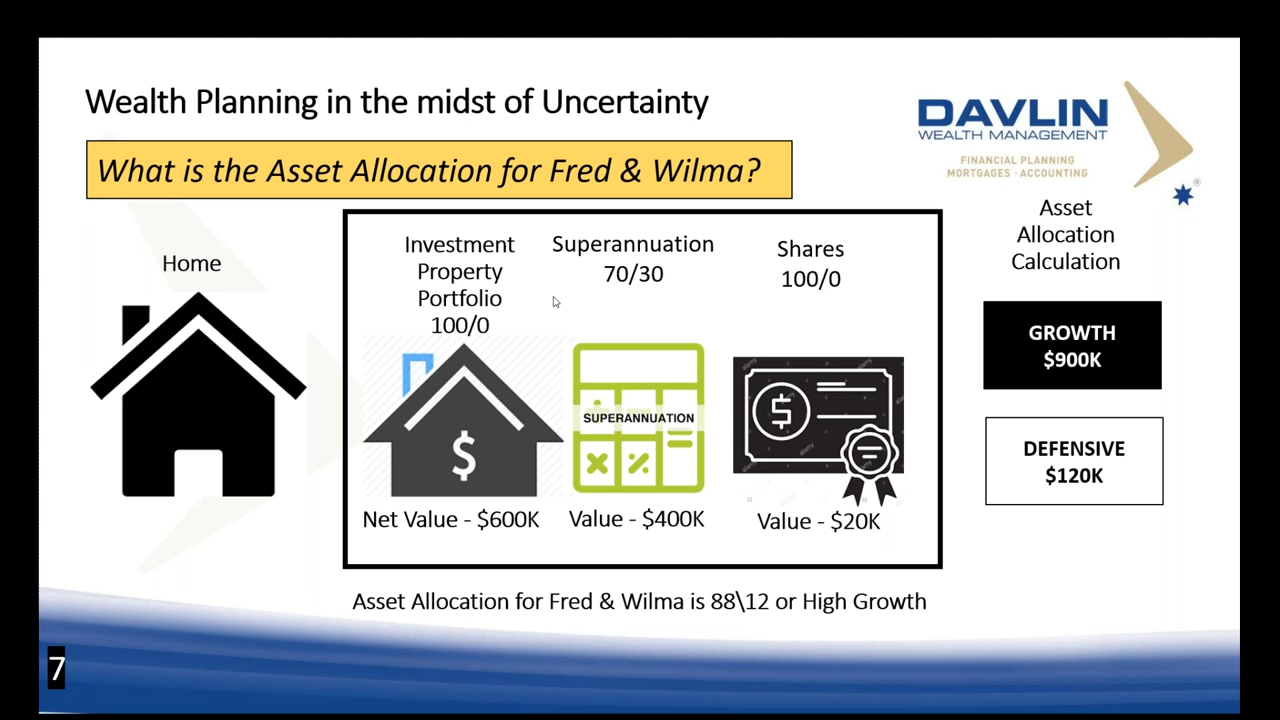 Wealth Planning in the midst of Uncertainty
DAVLIN
WEALTH MANAGEMENT
FINANCIAL PLANNING
MORTGAGES · ACCOUNTING
®
What is the Asset Allocation for Fred & Wilma?
Home
Investment
Property
Portfolio
100/0
$
Net Value - $600K
Superannuation
70/30
SUPERANNUATION
Value - $400K
Shares
100/0
alamy
$
alamy
alamy
Value - $20K
Asset
Allocation
Calculation
GROWTH
$900K
DEFENSIVE
$120K
Asset Allocation for Fred & Wilma is 88\12 or High Growth
7